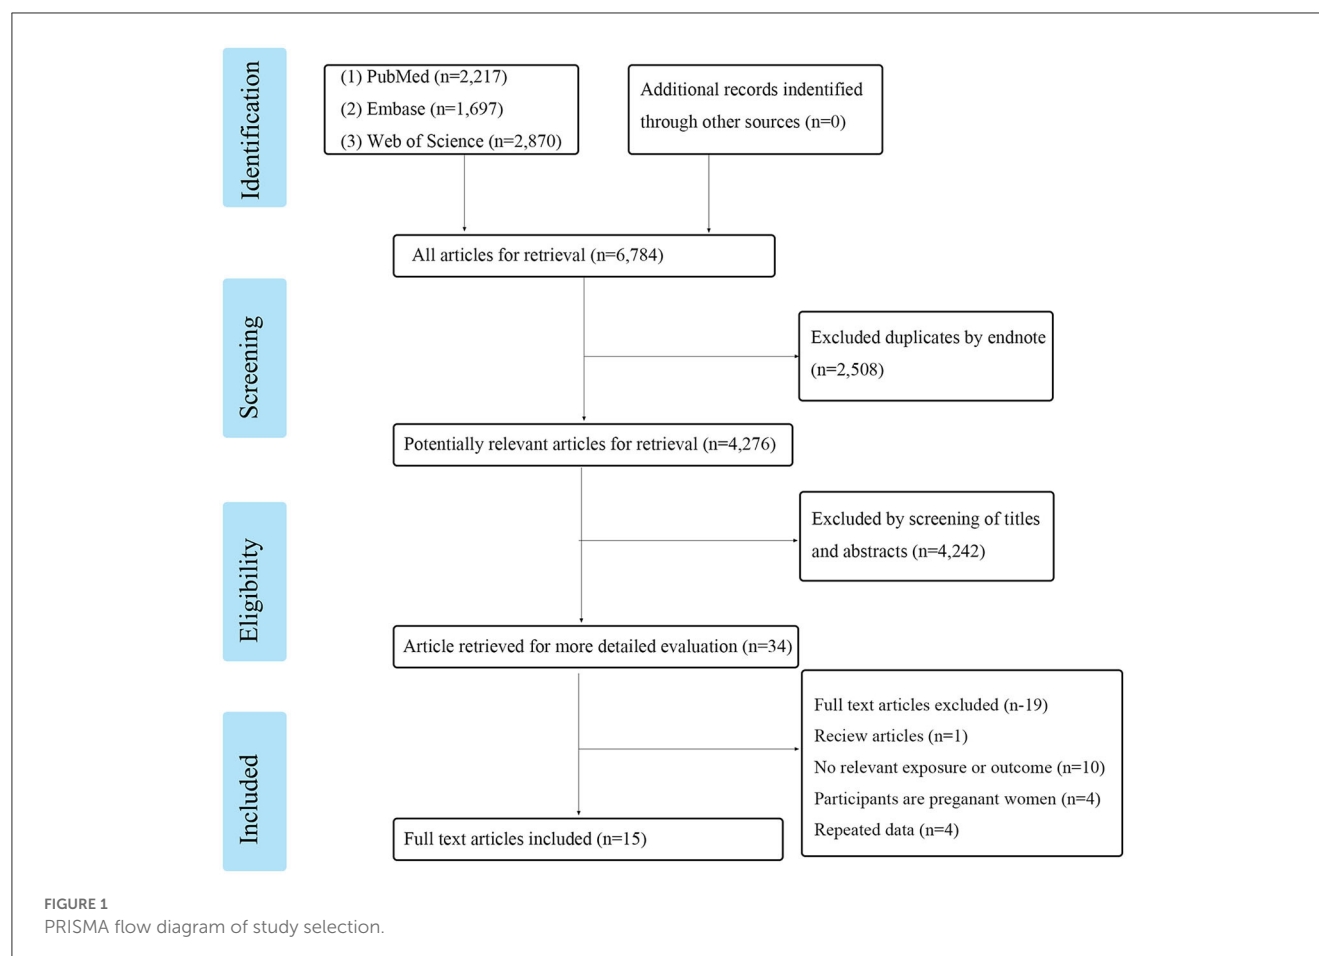 Identification
(1) PubMed (n=2,217)
(2) Embase (n=1,697)
(3) Web of Science (n=2,870)
Additional records indentified
through other sources (n=0)
All articles for retrieval (n=6,784)
Screening
Excluded duplicates by endnote
(n=2,508)
Potentially relevant articles for retrieval (n=4,276)
Eligibility
Excluded by screening of titles
and abstracts (n=4,242)
Article retrieved for more detailed evaluation (n=34)
Included
Full text articles excluded (n-19)
Reciew articles (n=1)
No relevant exposure or outcome (n=10)
Participants are preganant women (n=4)
Repeated data (n=4)
Full text articles included (n=15)
FIGURE 1
PRISMA flow diagram of study selection.